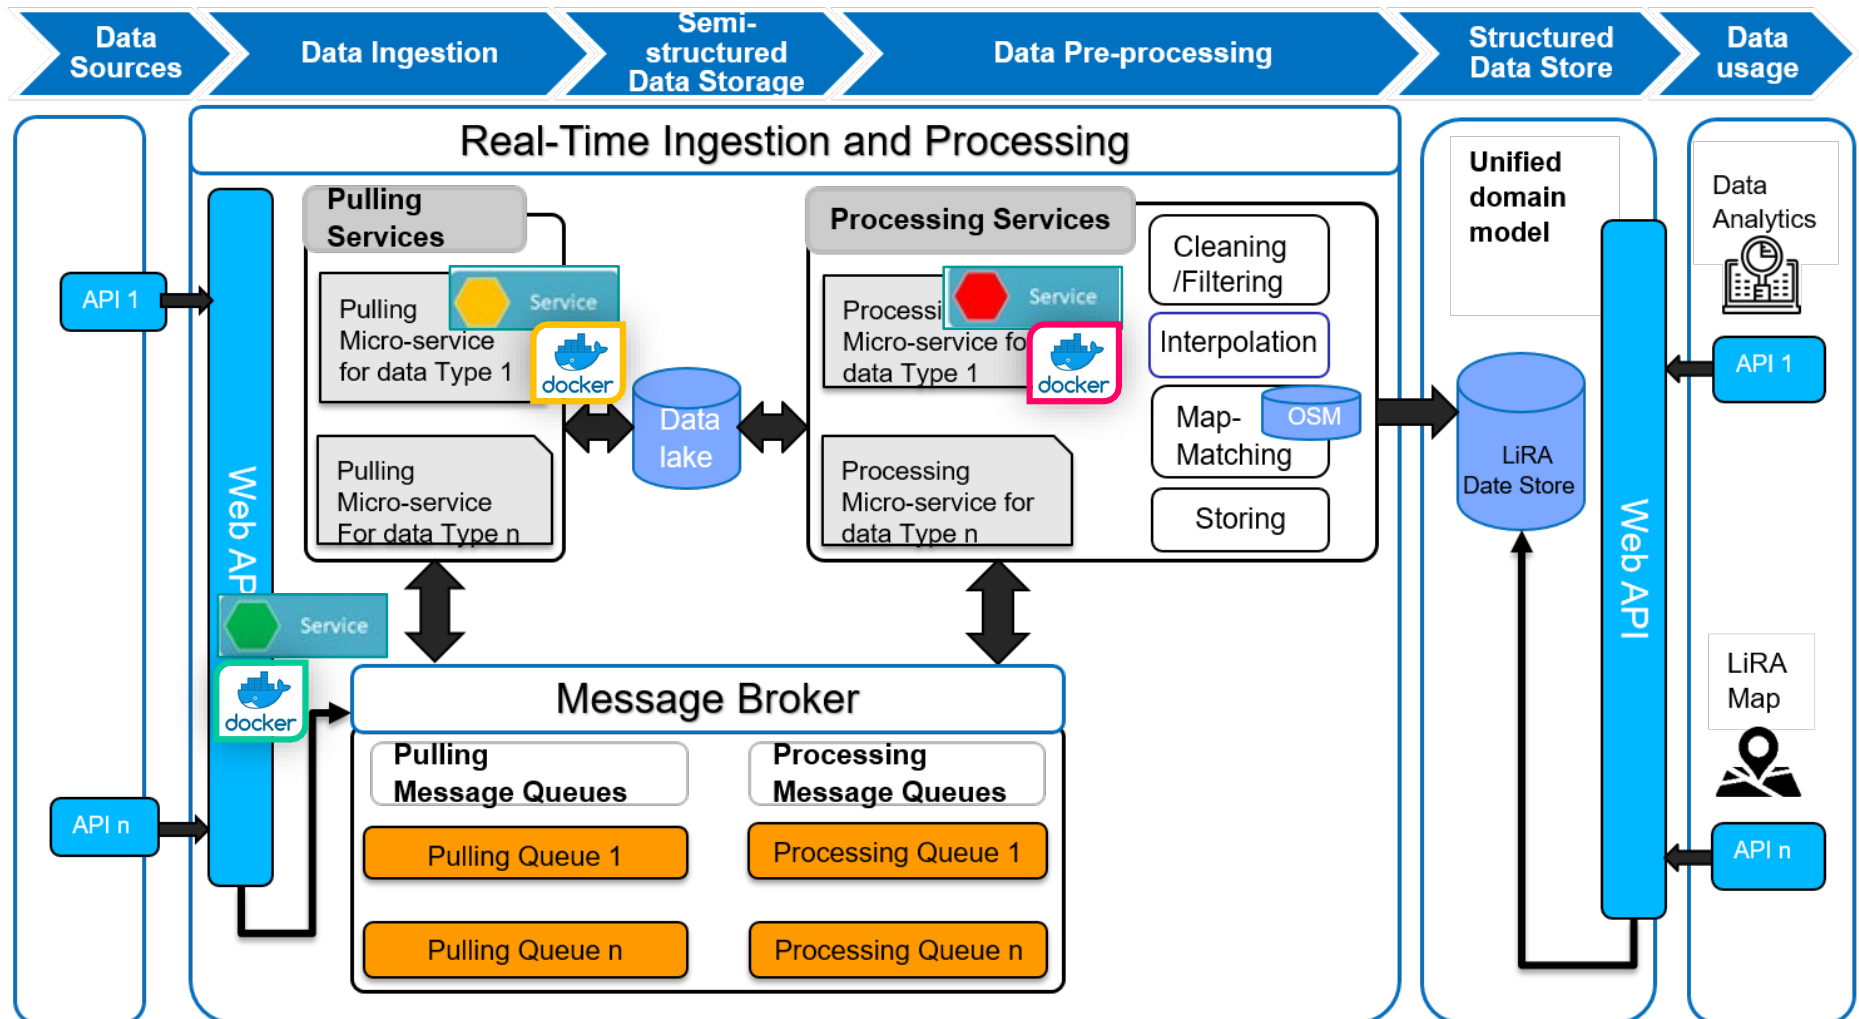 Data
Sources
Data Ingestion
Semi-
structured
Data Storage
Data Pre-processing
Structured
Data Store
Data
usage
Real-Time Ingestion and Processing
Pulling
Services
Pulling
Micro-service
for data Type 1
Service
docker
Pulling
Micro-service
For data Type n
Data
lake
Processing Services
Processi
Micro-service fo
data Type 1
Service
docker
Processing
Micro-service for
data Type n
Cleaning
/Filtering
Interpolation
Map-
Matching
OSM
Storing
Unified
domain
model
LiRA
Date Store
Web API
Data
Analytics
API 1
LiRA
Map
API n
API 1
API n
Web AP
Service
docker
Message Broker
Pulling
Message Queues
Processing
Message Queues
Pulling Queue 1
Processing Queue 1
Pulling Queue n
Processing Queue n